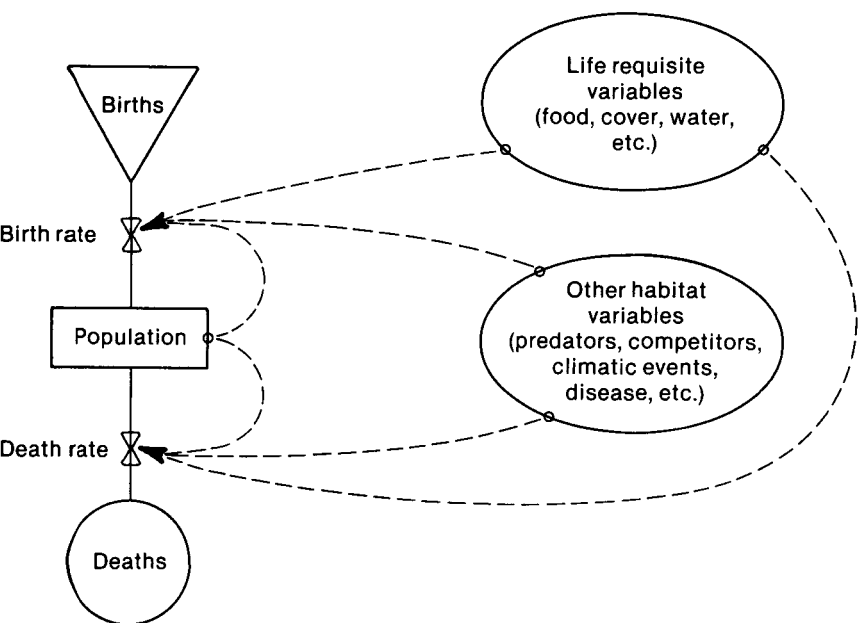 Births
Birth rate
Population
Death rate
Deaths
Life requisite
variables
(food, cover, water,
etc.)
Other habitat
variables
(predators, competitors,
climatic events,
disease, etc.)